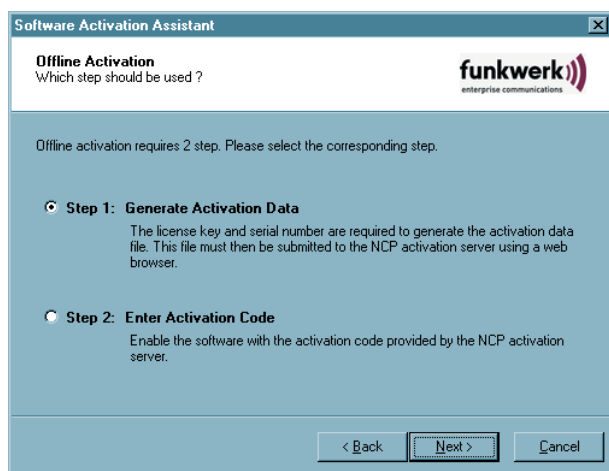 Software Activation Assistant
Offline Activation
Which step should be used ?
funkwerk
enterprise communications
Offline activation requires 2 step. Please select the corresponding step.
Step 1: Generate Activation Data
The license key and serial number are required to generate the activation data
file. This file must then be submitted to the NCP activation server using a web
browser.
Step 2: Enter Activation Code
Enable the software with the activation code provided by the NCP activation
server.
< Back
Next >
Cancel